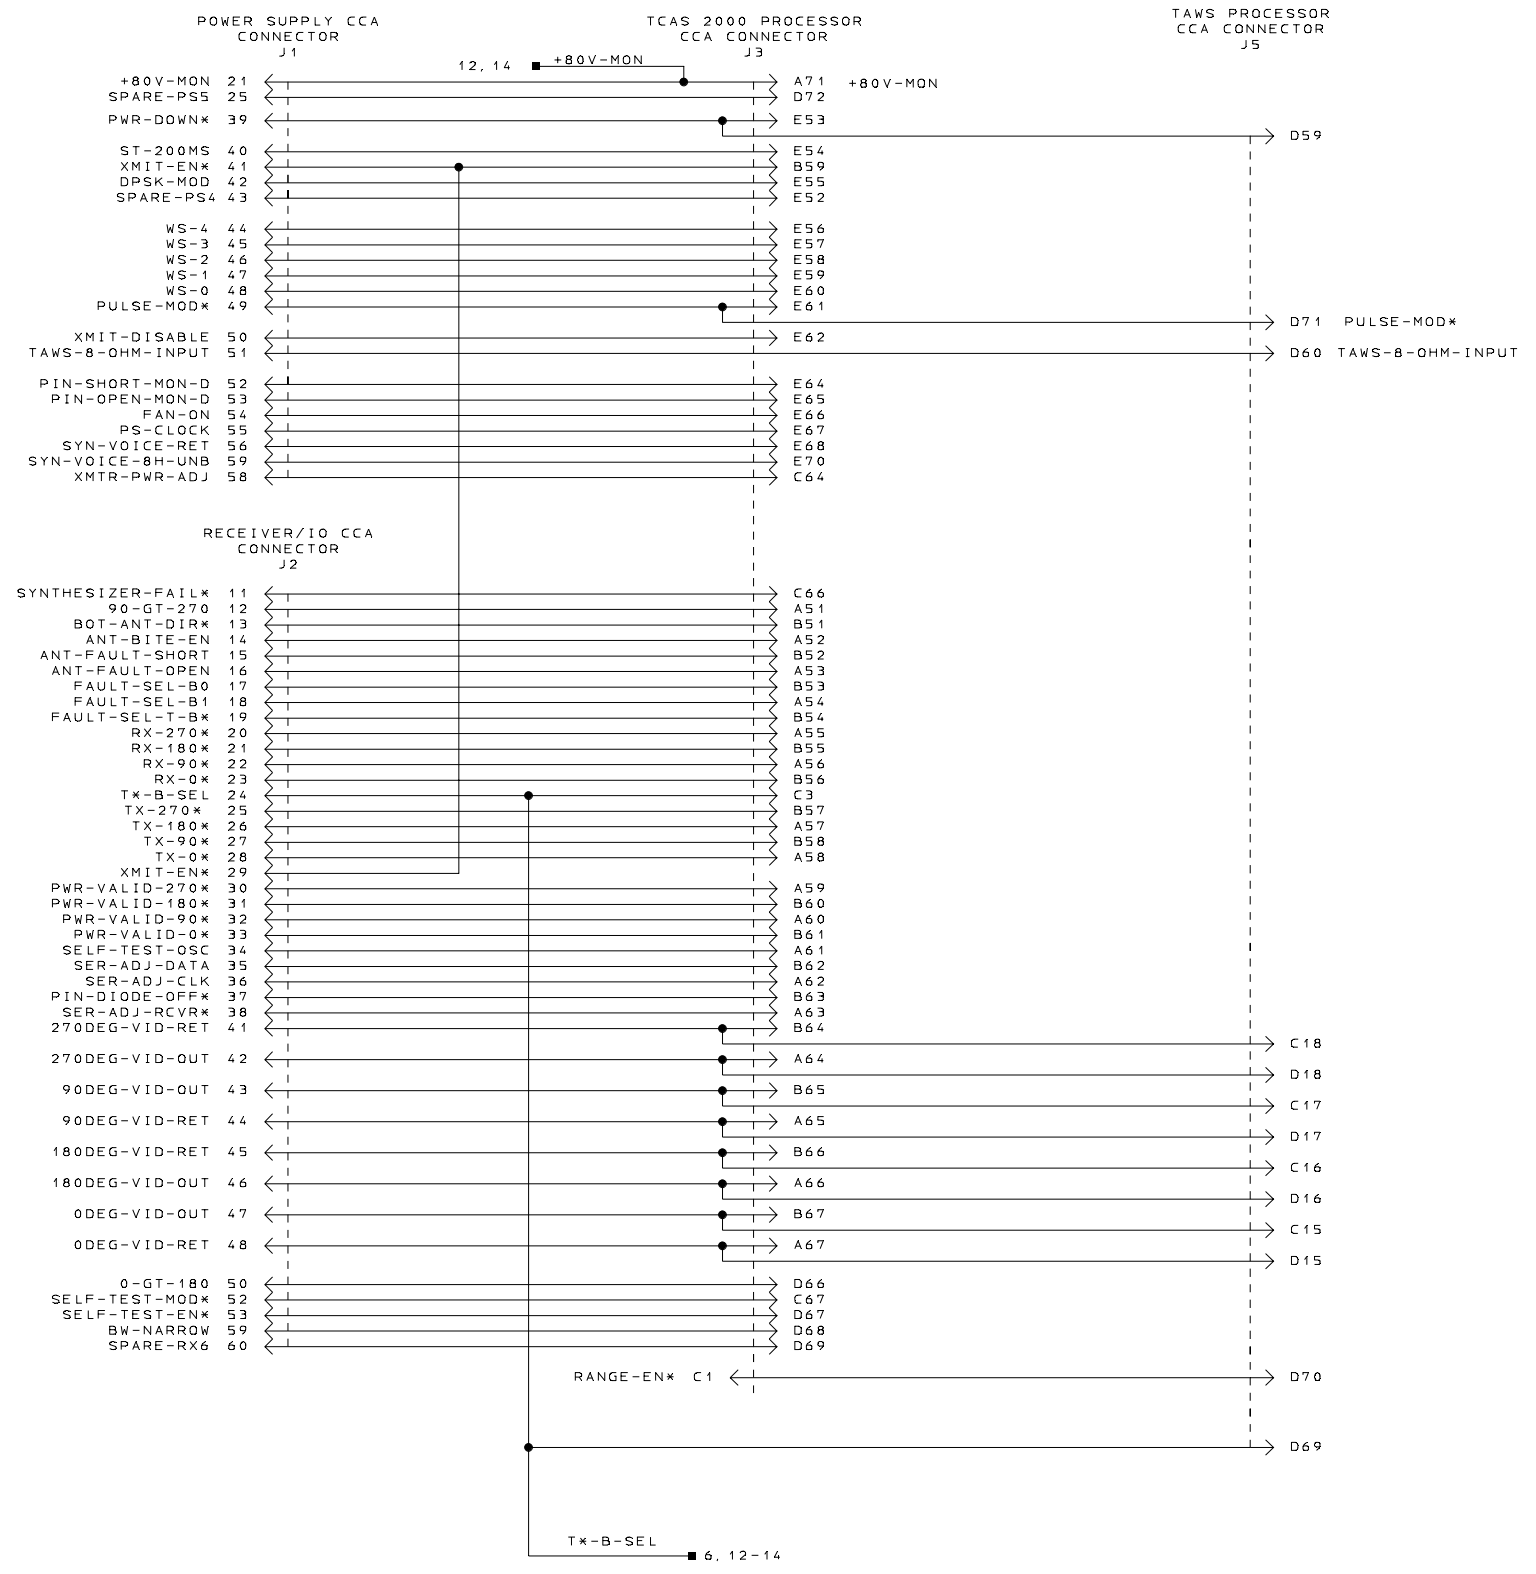 POWER SUPPLY CCA CONNECTOR J1
TCAS 2000 PROCESSOR CCA CONNECTOR J3
TAWS PROCESSOR CCA CONNECTOR J5
12, 14 +80V-MON
+80V-MON 21 A71 +80V-MON
SPARE-PS5 25 D72
PWR-DOWN* 39 E53
D59
ST-200MS 40 E54
XMIT-EN* 41 B59
DPSK-MOD 42 E55
SPARE-PS4 43 E52
WS-4 44 E56
WS-3 45 E57
WS-2 46 E58
WS-1 47 E59
WS-0 48 E60
PULSE-MOD* 49 E61
D71 PULSE-MOD*
XMIT-DISABLE 50 E62
TAWS-8-OHM-INPUT 51 D60 TAWS-8-OHM-INPUT
PIN-SHORT-MON-D 52 E64
PIN-OPEN-MON-D 53 E65
FAN-ON 54 E66
PS-CLOCK 55 E67
SYN-VOICE-RET 56 E68
SYN-VOICE-8H-UNB 59 E70
XMTR-PWR-ADJ 58 C64
RECEIVER/IO CCA
CONNECTOR
J2
SYNTHESIZER-FAIL* 11 C66
90-GT-270 12 A51
BOT-ANT-DIR* 13 B51
ANT-BITE-EN 14 A52
ANT-FAULT-SHORT 15 B52
ANT-FAULT-OPEN 16 A53
FAULT-SEL-B0 17 B53
FAULT-SEL-B1 18 A54
FAULT-SEL-T-B* 19 B54
RX-270* 20 A55
RX-180* 21 B55
RX-90* 22 A56
RX-0* 23 B56
T*-B-SEL 24 C3
TX-270* 25 B57
TX-180* 26 A57
TX-90* 27 B58
TX-0* 28 A58
XMIT-EN* 29
PWR-VALID-270* 30 A59
PWR-VALID-180* 31 B60
PWR-VALID-90* 32 A60
PWR-VALID-0* 33 B61
SELF-TEST-OSC 34 A61
SER-ADJ-DATA 35 B62
SER-ADJ-CLK 36 A62
PIN-DIODE-OFF* 37 B63
SER-ADJ-RCVR* 38 A63
270DEG-VID-RET 41 B64
C18
270DEG-VID-OUT 42 A64
D18
90DEG-VID-OUT 43 B65
C17
90DEG-VID-RET 44 A65
D17
180DEG-VID-RET 45 B66
C16
180DEG-VID-OUT 46 A66
D16
0DEG-VID-OUT 47 B67
C15
0DEG-VID-RET 48 A67
D15
0-GT-180 50 D66
SELF-TEST-MOD* 52 C67
SELF-TEST-EN* 53 D67
BW-NARROW 59 D68
SPARE-RX6 60 D69
RANGE-EN* C1 D70
D69
T*-B-SEL
6, 12-14